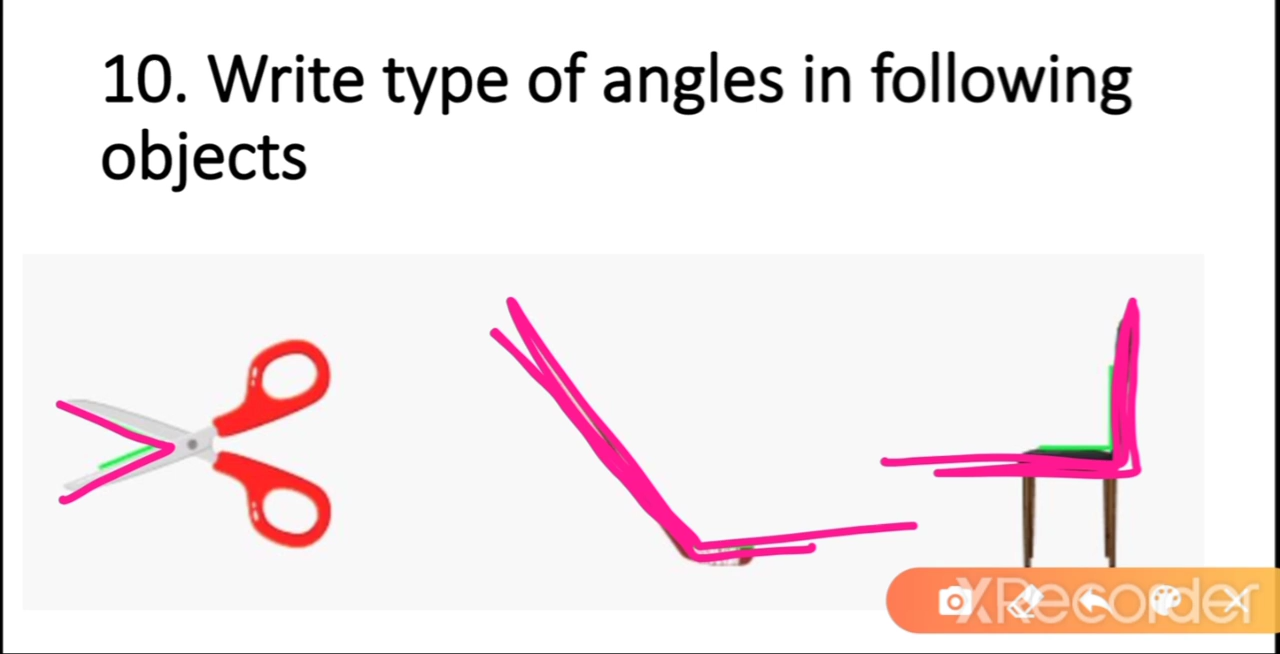 10. Write type of angles in following
objects
XRecorder